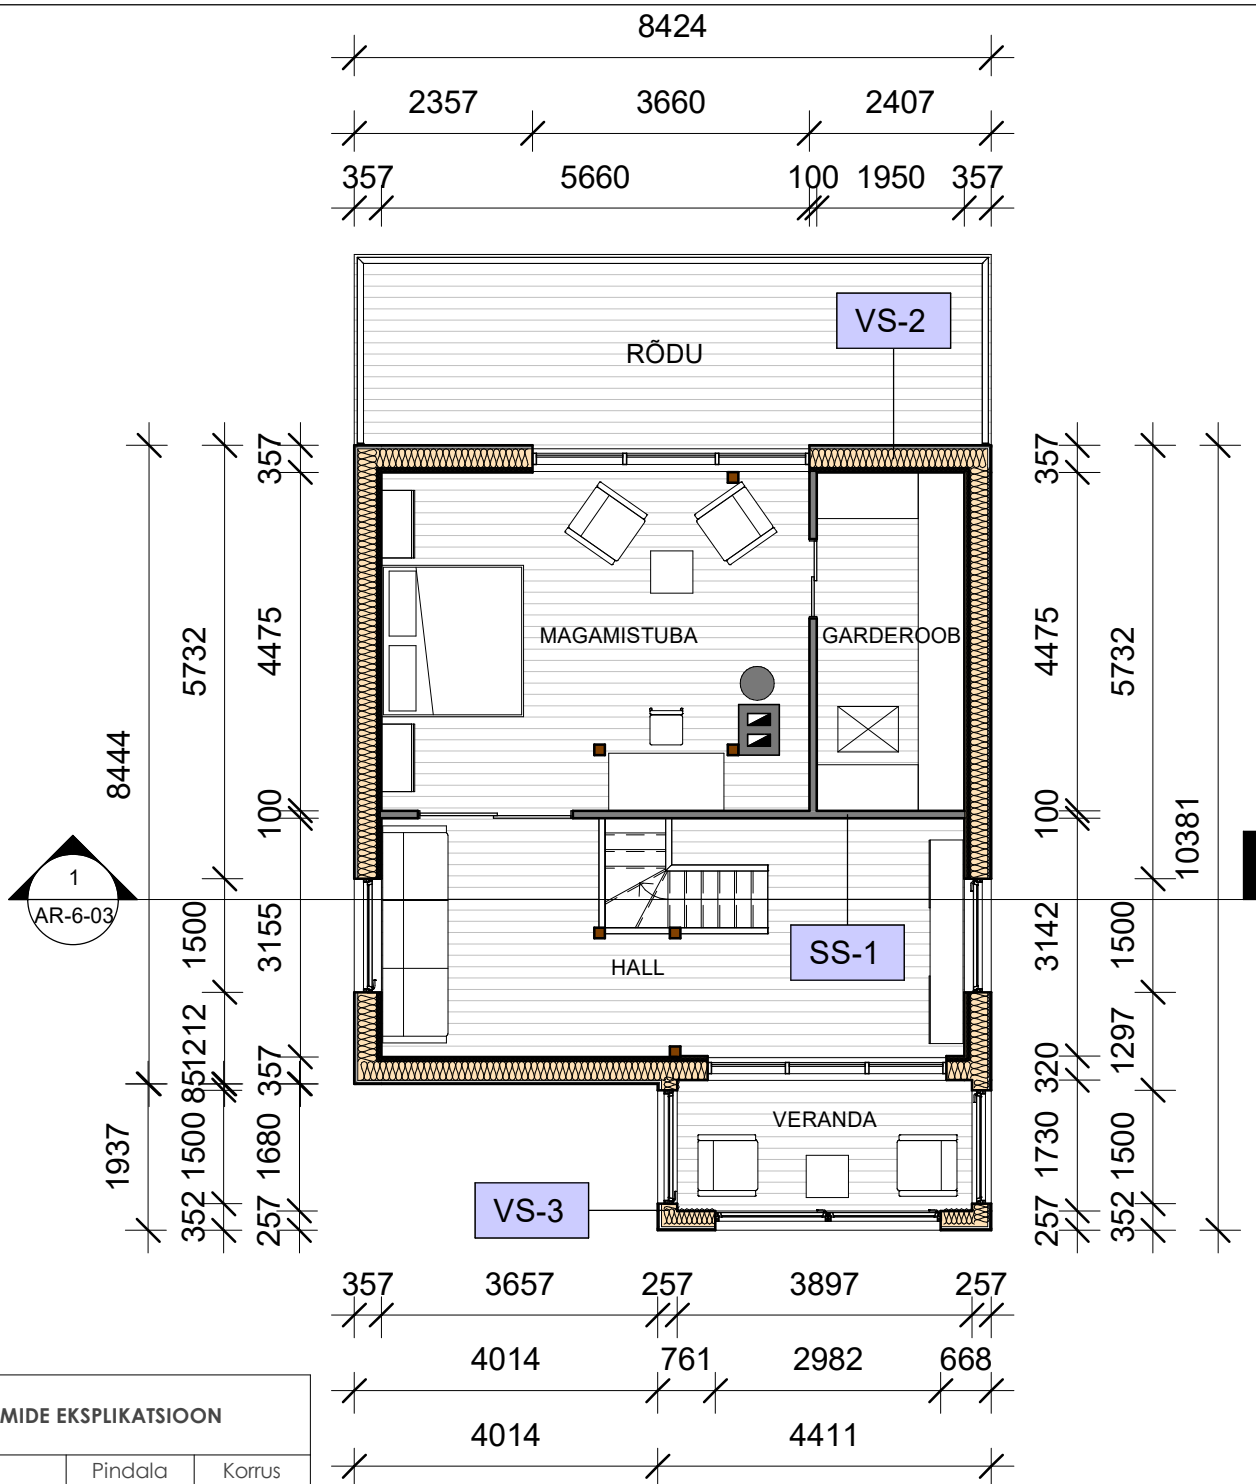 8424
2357 3660 2407
357 5660 100 1950 357
VS-2
RÕDU
357
4475
100
3155
357
1680
257
5732
1500
1212
85
1500
352
8444
1937
MAGAMISTUBA
GARDEROOB
357
4475
100
3142
320
1730
257
5732
1500
1297
1500
352
10381
1
AR-6-03
HALL
SS-1
VERANDA
VS-3
357 3657 257 3897 257
4014 761 2982 668
4014 4411
MIDE EKSPLIKATSIOON
Pindala Korrus